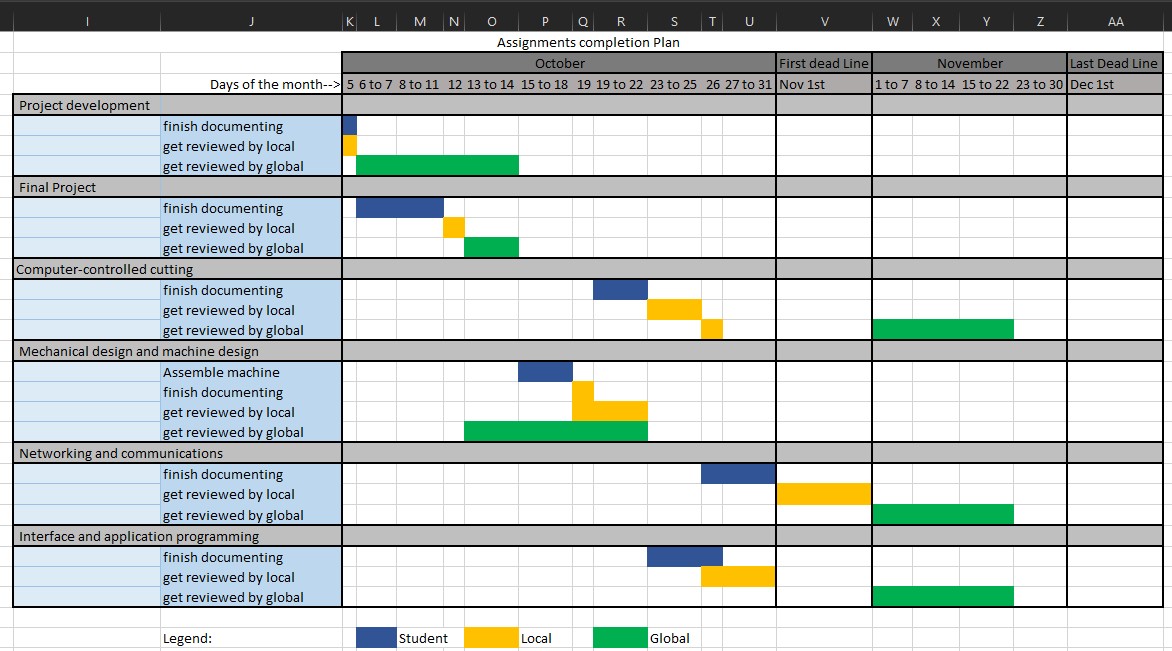 I J K L M N O P Q R S T U V W X Y Z AA
Assignments completion Plan
October First dead Line November Last Dead Line
Days of the month--> 5 6 to 7 8 to 11 12 13 to 14 15 to 18 19 19 to 22 23 to 25 26 27 to 31 Nov 1st 1 to 7 8 to 14 15 to 22 23 to 30 Dec 1st
Project development
finish documenting
get reviewed by local
get reviewed by global
Final Project
finish documenting
get reviewed by local
get reviewed by global
Computer-controlled cutting
finish documenting
get reviewed by local
get reviewed by global
Mechanical design and machine design
Assemble machine
finish documenting
get reviewed by local
get reviewed by global
Networking and communications
finish documenting
get reviewed by local
get reviewed by global
Interface and application programming
finish documenting
get reviewed by local
get reviewed by global
Legend: Student Local Global